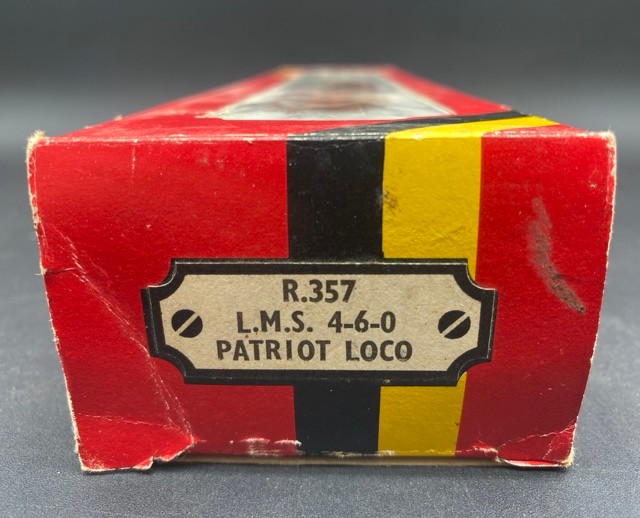 R.357
L.M.S. 4-6-0
PATRIOT LOCO